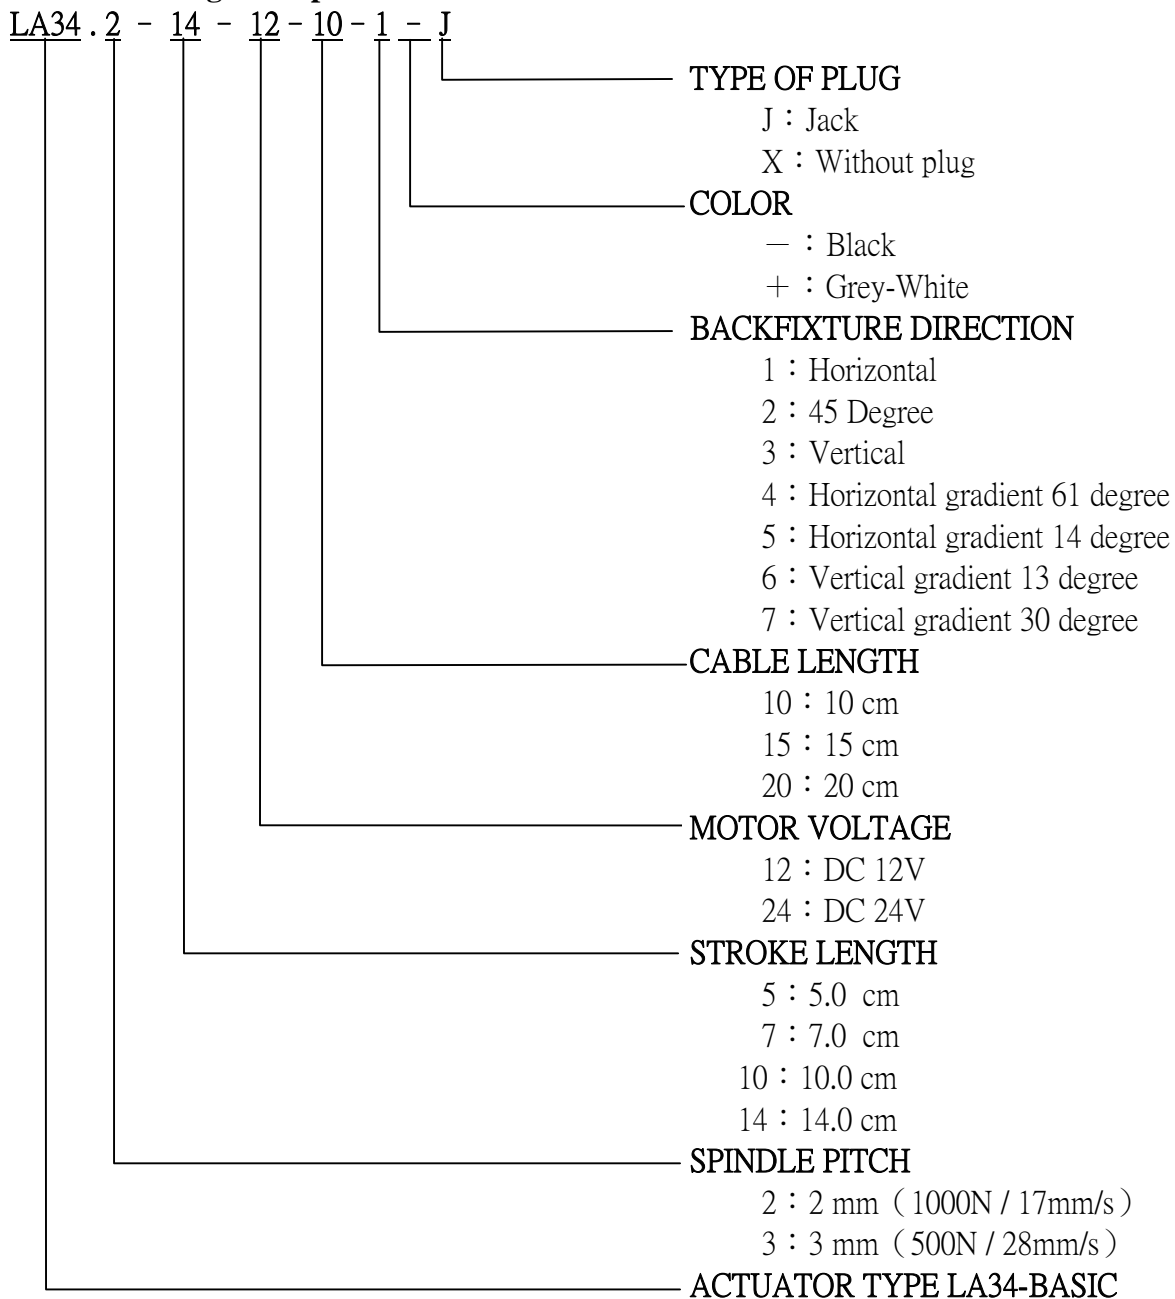 LA34 . 2 - 14 - 12 - 10 - 1 - J
TYPE OF PLUG
J：Jack
X：Without plug
COLOR
－：Black
＋：Grey-White
BACKFIXTURE DIRECTION
1：Horizontal
2：45 Degree
3：Vertical
4：Horizontal gradient 61 degree
5：Horizontal gradient 14 degree
6：Vertical gradient 13 degree
7：Vertical gradient 30 degree
CABLE LENGTH
10：10 cm
15：15 cm
20：20 cm
MOTOR VOLTAGE
12：DC 12V
24：DC 24V
STROKE LENGTH
5：5.0 cm
7：7.0 cm
10：10.0 cm
14：14.0 cm
SPINDLE PITCH
2：2 mm（1000N / 17mm/s）
3：3 mm（500N / 28mm/s）
ACTUATOR TYPE LA34-BASIC